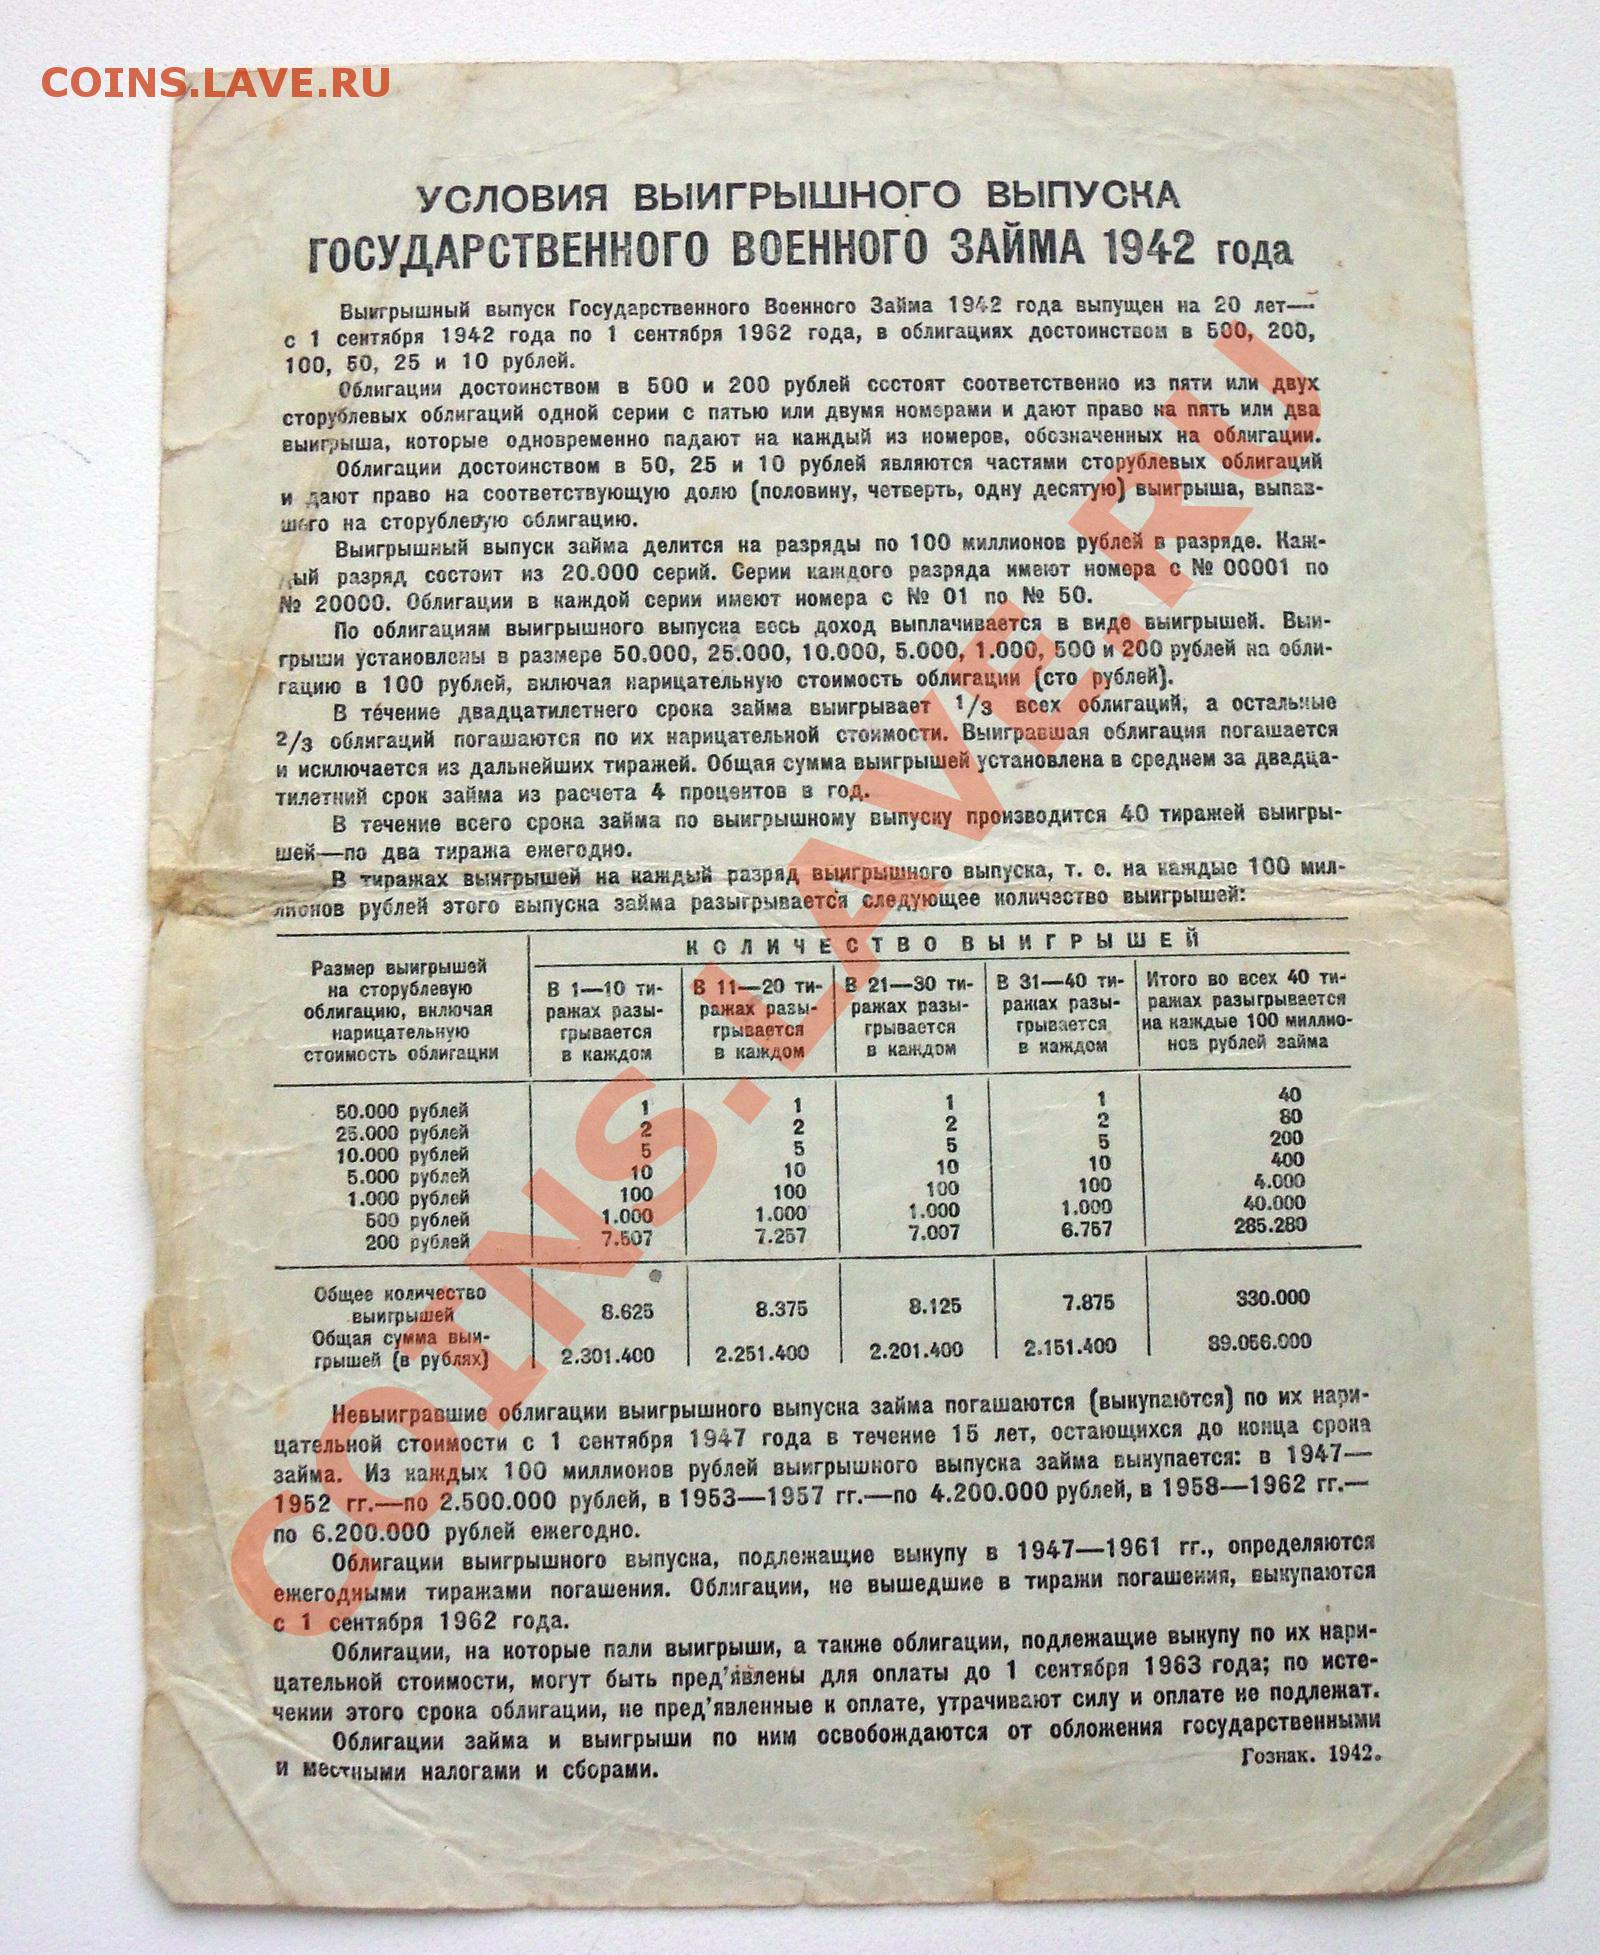 COINS.LAVE.RU
УСЛОВИЯ ВЫИГРЫШНОГО ВЫПУСКА
ГОСУДАРСТВЕННОГО ВОЕННОГО ЗАЙМА 1942 года
Выигрышный выпуск Государственного Военного Займа 1942 года выпущен на 20 лет—
с 1 сентября 1942 года по 1 сентября 1962 года, в облигациях достоинством в 500, 200,
100, 50, 25 и 10 рублей.
Облигации достоинством в 500 и 200 рублей состоят соответственно из пяти или двух
сторублевых облигаций одной серии с пятью или двумя номерами и дают право на пять или два
выигрыша, которые одновременно падают на каждый из номеров, обозначенных на облигации.
Облигации достоинством в 50, 25 и 10 рублей являются частями сторублевых облигаций
и дают право на соответствующую долю (половину, четверть, одну десятую) выигрыша, выпав-
шего на сторублевую облигацию.
Выигрышный выпуск займа делится на разряды по 100 миллионов рублей в разряде. Каж-
дый разряд состоит из 20.000 серий. Серии каждого разряда имеют номера с № 00001 по
№ 20000. Облигации в каждой серии имеют номера с № 01 по № 50.
По облигациям выигрышного выпуска весь доход выплачивается в виде выигрышей. Выи-
грыши установлены в размере 50.000, 25.000, 10.000, 5.000, 1.000, 500 и 200 рублей на обли-
гацию в 100 рублей, включая нарицательную стоимость облигации (сто рублей).
В течение двадцатилетнего срока займа выигрывает 1/3 всех облигаций, а остальные
2/3 облигаций погашаются по их нарицательной стоимости. Выигравшая облигация погашается
и исключается из дальнейших тиражей. Общая сумма выигрышей установлена в среднем за двадца-
тилетний срок займа из расчета 4 процентов в год.
В течение всего срока займа по выигрышному выпуску производится 40 тиражей выигры-
шей—по два тиража ежегодно.
В тиражах выигрышей на каждый разряд выигрышного выпуска, т. е. на каждые 100 мил-
лионов рублей этого выпуска займа разыгрывается следующее количество выигрышей:
КОЛИЧЕСТВО ВЫИГРЫШЕЙ
Размер выигрышей
на сторублевую
облигацию, включая
нарицательную
стоимость облигации
В 1—10 ти-
ражах разы-
грывается
в каждом
В 11—20 ти-
ражах разы-
грывается
в каждом
В 21—30 ти-
ражах разы-
грывается
в каждом
В 31—40 ти-
ражах разы-
грывается
в каждом
Итого во всех 40 ти-
ражах разыгрывается
на каждые 100 миллио-
нов рублей займа
50.000 рублей 1 1 1 1 40
25.000 рублей 2 2 2 2 80
10.000 рублей 5 5 5 5 200
5.000 рублей 10 10 10 10 400
1.000 рублей 100 100 100 100 4.000
500 рублей 1.000 1.000 1.000 1.000 40.000
200 рублей 7.507 7.257 7.007 6.757 285.280
Общее количество
выигрышей 8.625 8.375 8.125 7.875 330.000
Общая сумма выи-
грышей (в рублях) 2.301.400 2.251.400 2.201.400 2.151.400 89.056.000
Невыигравшие облигации выигрышного выпуска займа погашаются (выкупаются) по их нари-
цательной стоимости с 1 сентября 1947 года в течение 15 лет, остающихся до конца срока
займа. Из каждых 100 миллионов рублей выигрышного выпуска займа выкупается: в 1947—
1952 гг.—по 2.500.000 рублей, в 1953—1957 гг.—по 4.200.000 рублей, в 1958—1962 гг.—
по 6.200.000 рублей ежегодно.
Облигации выигрышного выпуска, подлежащие выкупу в 1947—1961 гг., определяются
ежегодными тиражами погашения. Облигации, не вышедшие в тиражи погашения, выкупаются
с 1 сентября 1962 года.
Облигации, на которые пали выигрыши, а также облигации, подлежащие выкупу по их нари-
цательной стоимости, могут быть пред'явлены для оплаты до 1 сентября 1963 года; по исте-
чении этого срока облигации, не пред'явленные к оплате, утрачивают силу и оплате не подлежат.
Облигации займа и выигрыши по ним освобождаются от обложения государственными
и местными налогами и сборами.
Гознак. 1942.
COINS.LAVE.RU